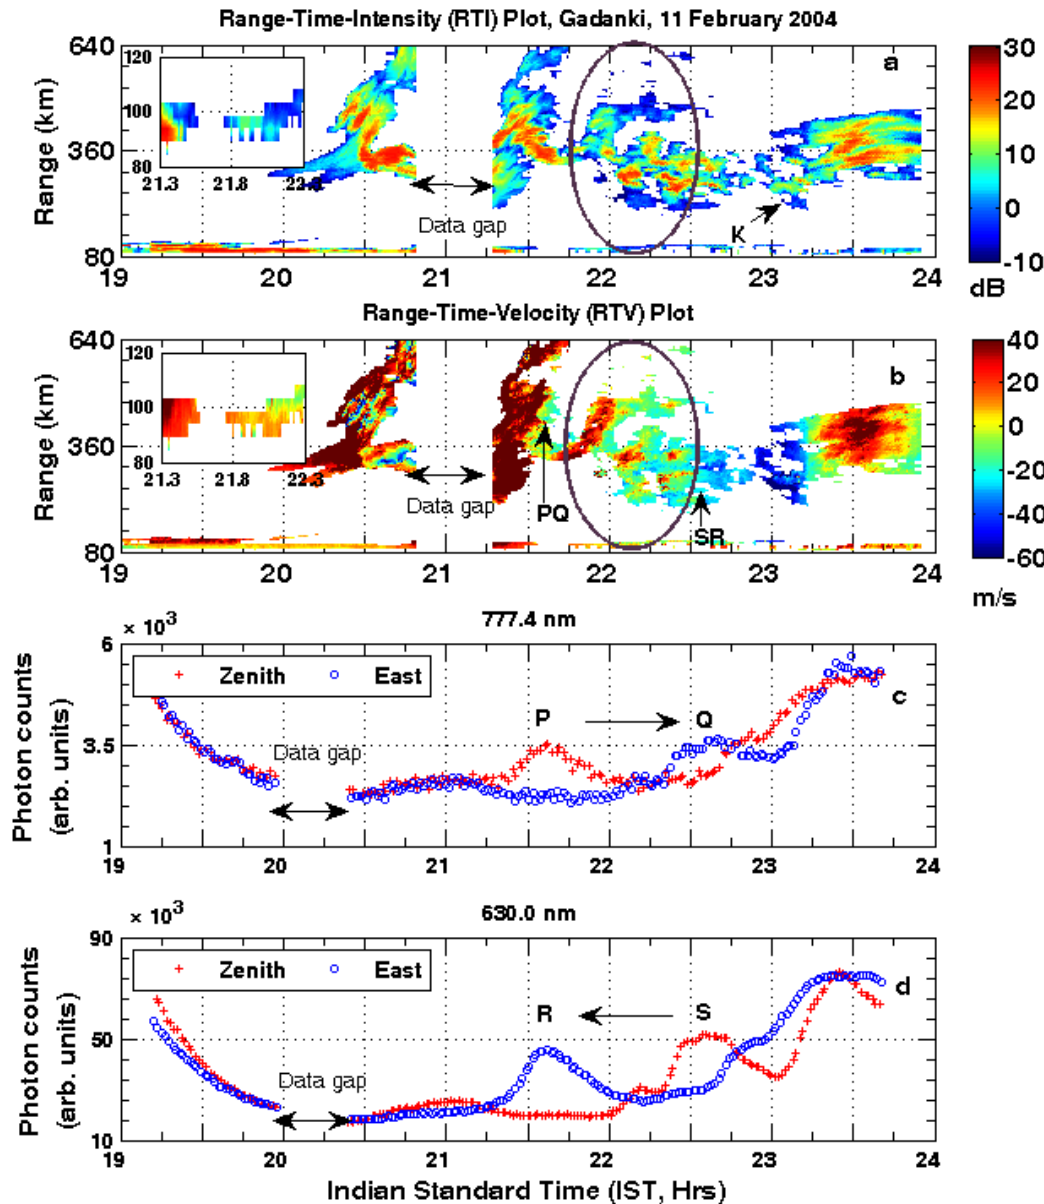 Range-Time-Intensity (RTI) Plot, Gadanki, 11 February 2004
Range (km)
640
360
80
120
100
80
21.3 21.8 22.3
a
Data gap
K
19 20 21 22 23 24
30
20
10
0
-10
dB
Range-Time-Velocity (RTV) Plot
Range (km)
640
360
80
120
100
80
21.3 21.8 22.3
b
Data gap
PQ
SR
19 20 21 22 23 24
40
20
0
-20
-40
-60
m/s
× 10³
777.4 nm
Photon counts
(arb. units)
6
3.5
1
Zenith East
P Q
c
Data gap
19 20 21 22 23 24
× 10³
630.0 nm
Photon counts
(arb. units)
90
50
10
Zenith East
R S
d
Data gap
19 20 21 22 23 24
Indian Standard Time (IST, Hrs)